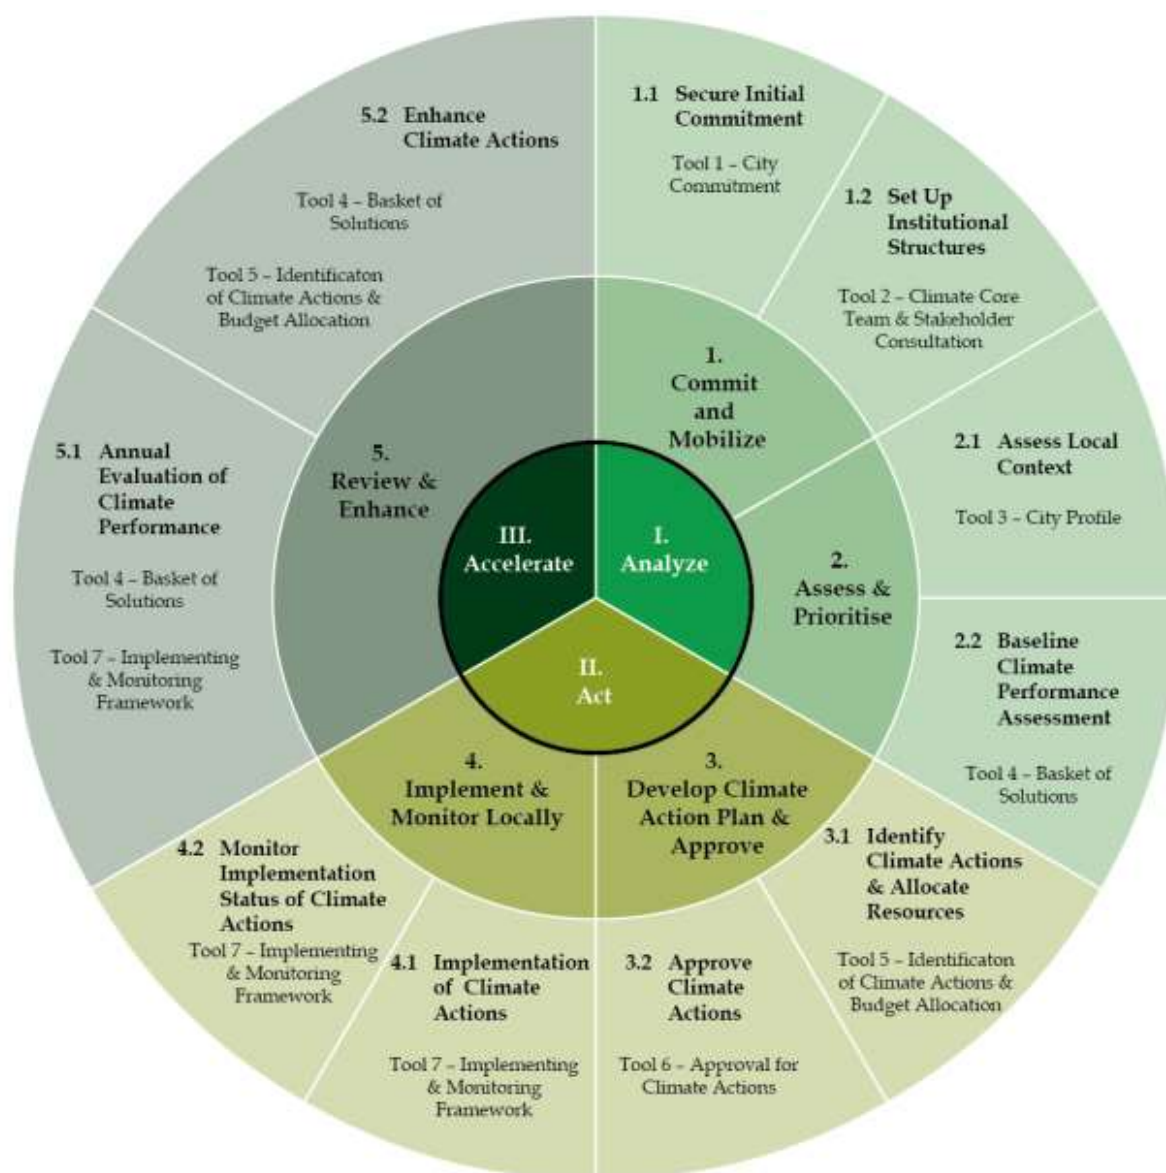 I.
Analyze
II.
Act
III.
Accelerate
1.
Commit
and
Mobilize
2.
Assess &
Prioritise
3.
Develop Climate
Action Plan &
Approve
4.
Implement &
Monitor Locally
5.
Review &
Enhance
1.1 Secure Initial
Commitment
Tool 1 – City
Commitment
1.2 Set Up
Institutional
Structures
Tool 2 – Climate Core
Team & Stakeholder
Consultation
2.1 Assess Local
Context
Tool 3 – City Profile
2.2 Baseline
Climate
Performance
Assessment
Tool 4 – Basket of
Solutions
3.1 Identify
Climate Actions
& Allocate
Resources
Tool 5 – Identificaton
of Climate Actions &
Budget Allocation
3.2 Approve
Climate
Actions
Tool 6 – Approval for
Climate Actions
4.1 Implementation
of Climate
Actions
Tool 7 – Implementing
& Monitoring
Framework
4.2 Monitor
Implementation
Status of Climate
Actions
Tool 7 – Implementing
& Monitoring
Framework
5.1 Annual
Evaluation of
Climate
Performance
Tool 4 – Basket of
Solutions
Tool 7 – Implementing
& Monitoring
Framework
5.2 Enhance
Climate Actions
Tool 4 – Basket of
Solutions
Tool 5 – Identificaton
of Climate Actions &
Budget Allocation